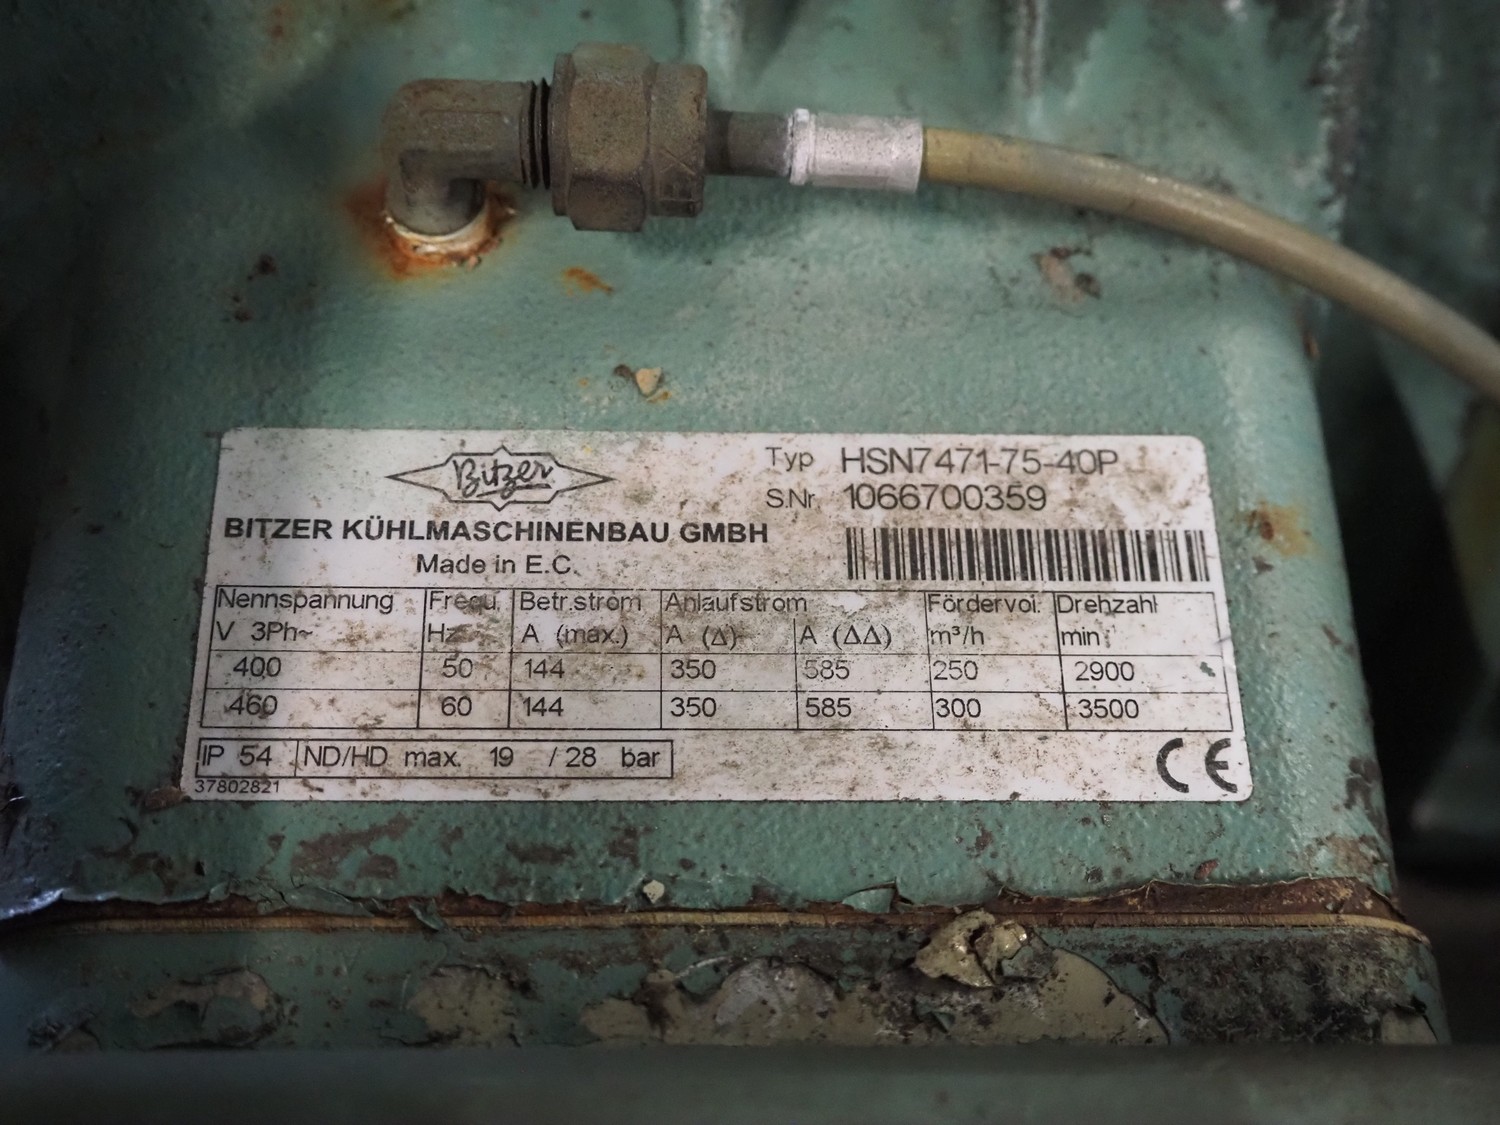 Bitzer
Typ HSN7471-75-40P
S.Nr. 1066700359
BITZER KÜHLMASCHINENBAU GMBH
Made in E.C.
Nennspannung Frequ. Betr.strom Anlaufstrom Fördervol. Drehzahl
V 3Ph~ Hz A (max.) A (Δ) A (ΔΔ) m³/h min
400 50 144 350 585 250 2900
460 60 144 350 585 300 3500
IP 54 ND/HD max. 19 / 28 bar
37802821
CE